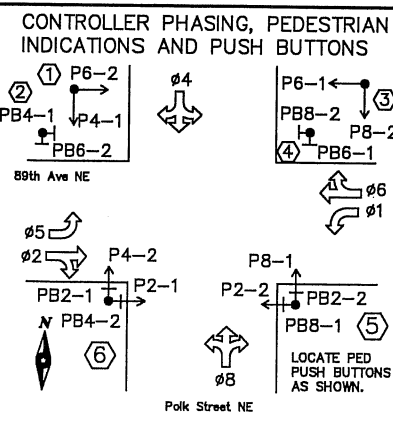 CONTROLLER PHASING, PEDESTRIAN
INDICATIONS AND PUSH BUTTONS
1 P6-2
ø4
P6-1
2
3
PB4-1
P4-1
PB8-2
P8-2
PB6-2
4
PB6-1
89th Ave NE
ø6
ø5
ø1
ø2
P4-2
P8-1
P2-1
P2-2
PB2-1
PB2-2
N PB4-2
PB8-1
5
6
LOCATE PED
PUSH BUTTONS
AS SHOWN.
ø8
Polk Street NE